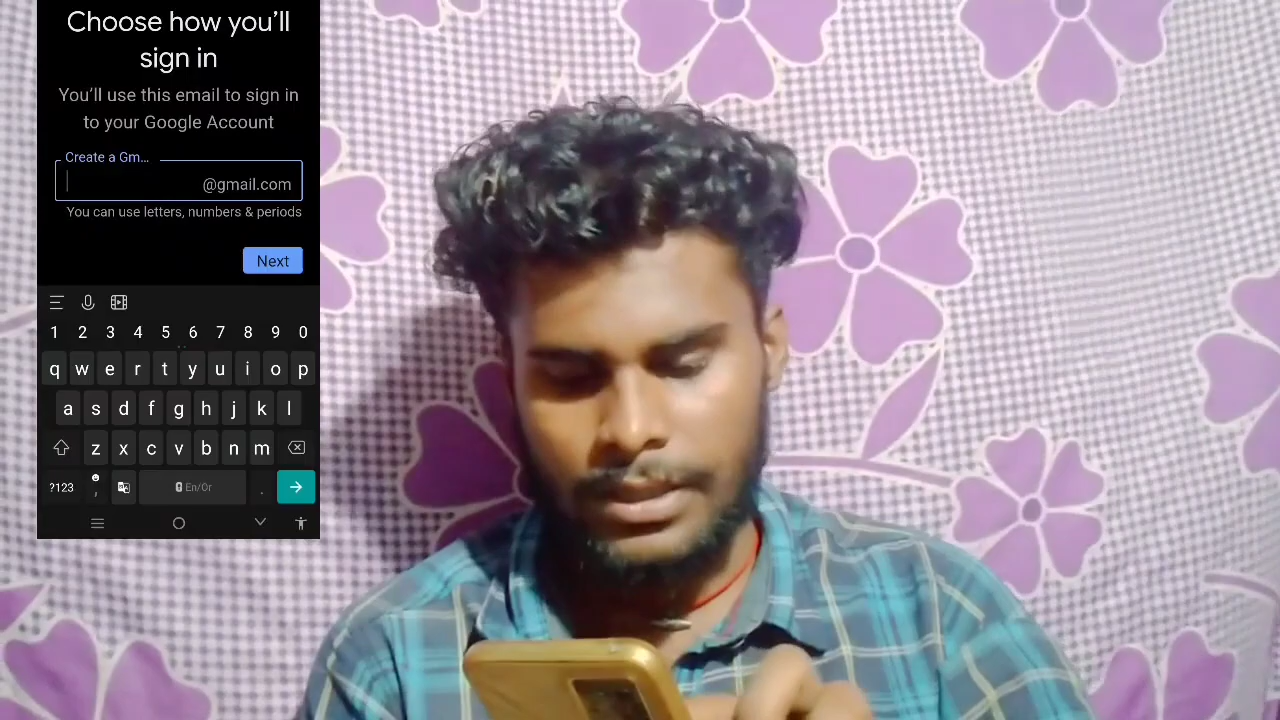 Choose how you’ll
sign in
You’ll use this email to sign in
to your Google Account
Create a Gm…
@gmail.com
You can use letters, numbers & periods
Next
1 2 3 4 5 6 7 8 9 0
q w e r t y u i o p
a s d f g h j k l
z x c v b n m
?123 , En/Or .